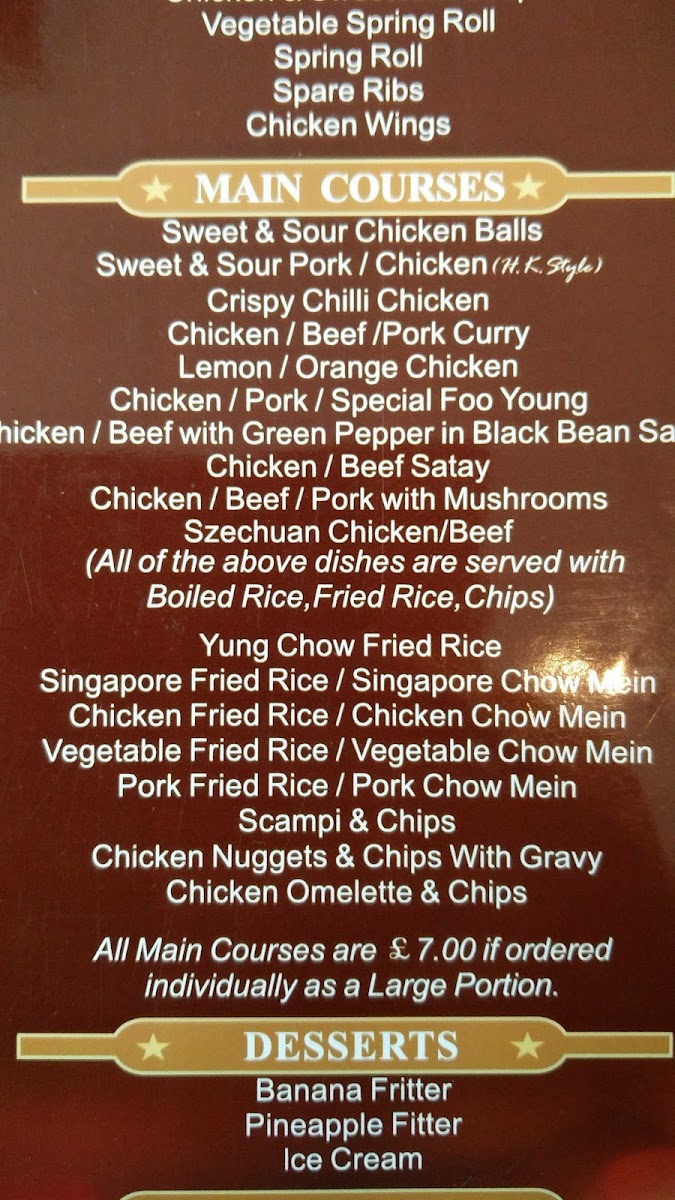 Vegetable Spring Roll
Spring Roll
Spare Ribs
Chicken Wings
MAIN COURSES
Sweet & Sour Chicken Balls
Sweet & Sour Pork / Chicken (H.K. Style)
Crispy Chilli Chicken
Chicken / Beef /Pork Curry
Lemon / Orange Chicken
Chicken / Pork / Special Foo Young
hicken / Beef with Green Pepper in Black Bean Sa
Chicken / Beef Satay
Chicken / Beef / Pork with Mushrooms
Szechuan Chicken/Beef
(All of the above dishes are served with
Boiled Rice,Fried Rice,Chips)
Yung Chow Fried Rice
Singapore Fried Rice / Singapore Chow Mein
Chicken Fried Rice / Chicken Chow Mein
Vegetable Fried Rice / Vegetable Chow Mein
Pork Fried Rice / Pork Chow Mein
Scampi & Chips
Chicken Nuggets & Chips With Gravy
Chicken Omelette & Chips
All Main Courses are £ 7.00 if ordered
individually as a Large Portion.
DESSERTS
Banana Fritter
Pineapple Fitter
Ice Cream